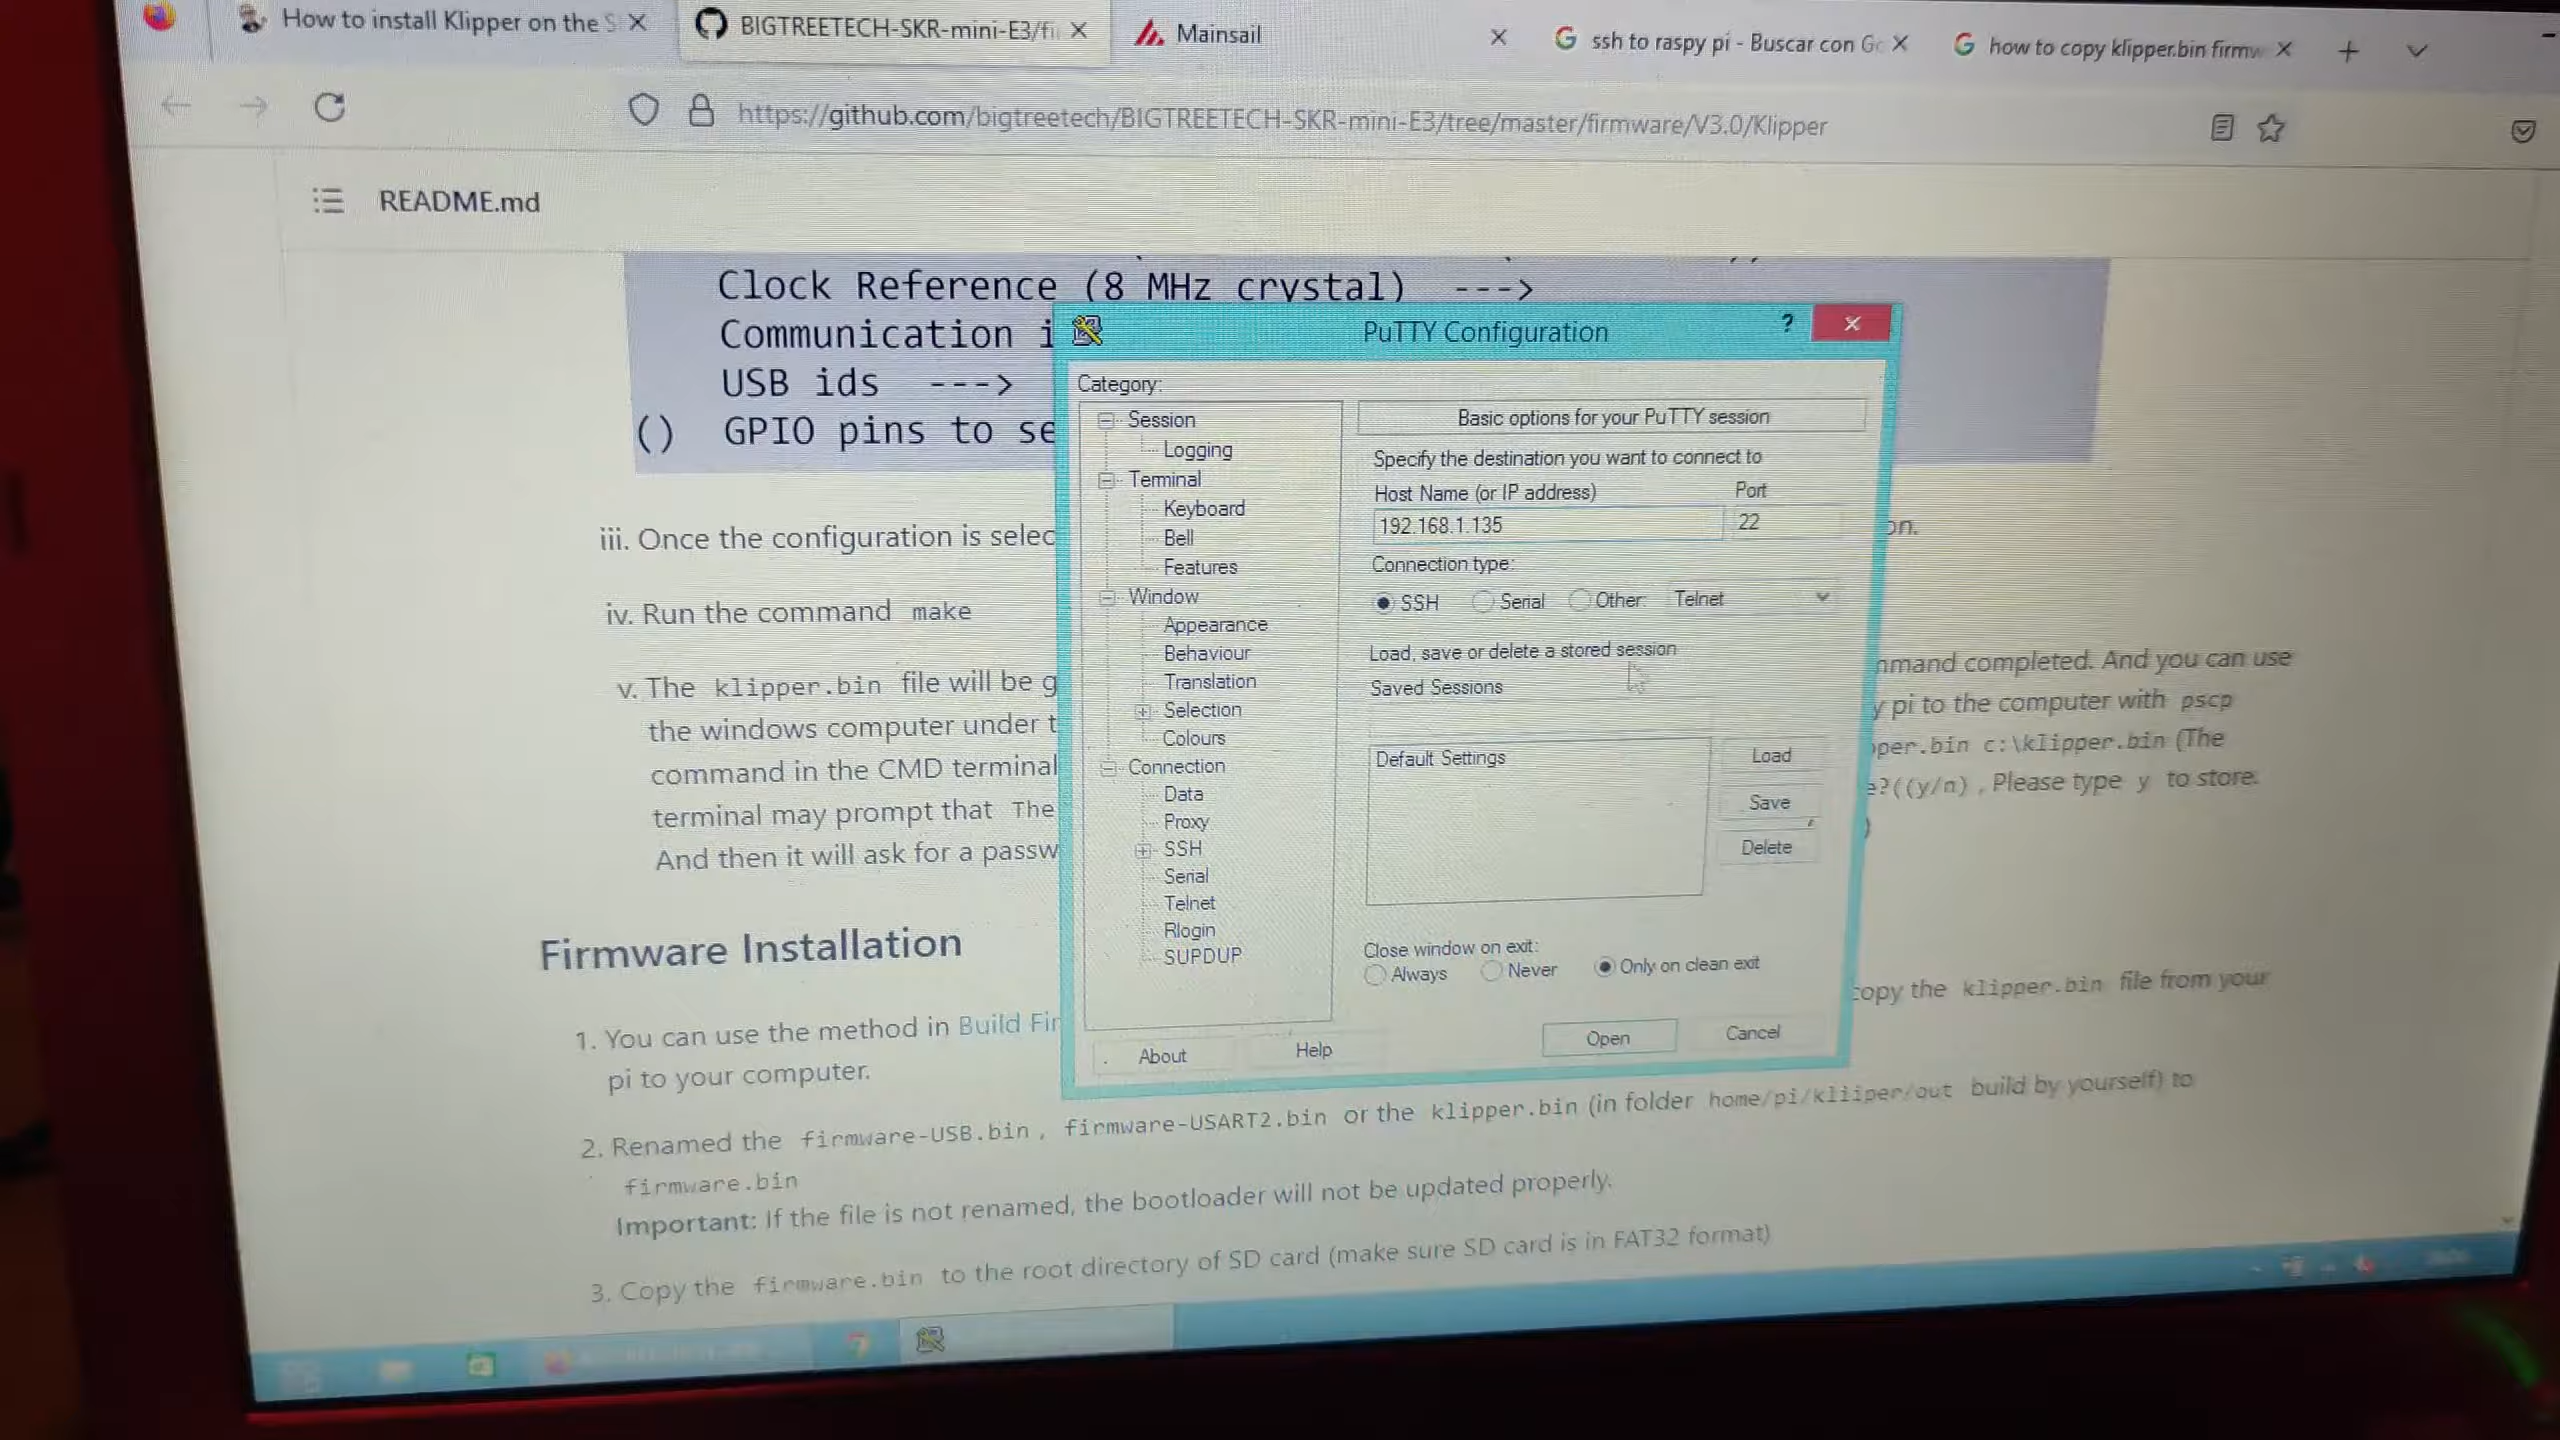 How to install Klipper on the S
BIGTREETECH-SKR-mini-E3/fi
Mainsail
ssh to raspy pi - Buscar con Go
how to copy klipper.bin firmw
https://github.com/bigtreetech/BIGTREETECH-SKR-mini-E3/tree/master/firmware/V3.0/Klipper
README.md
Clock Reference (8 MHz crystal) --->
Communication i
USB ids --->
() GPIO pins to se
iii. Once the configuration is selec
on.
iv. Run the command make
v. The klipper.bin file will be g
mmand completed. And you can use
the windows computer under t
y pi to the computer with pscp
command in the CMD terminal
pper.bin c:\klipper.bin (The
terminal may prompt that The
e?((y/n) , Please type y to store.
And then it will ask for a passw
)
Firmware Installation
1. You can use the method in Build Fir
copy the klipper.bin file from your
pi to your computer.
2. Renamed the firmware-USB.bin, firmware-USART2.bin or the klipper.bin (in folder home/pi/kliiper/out build by yourself) to
firmware.bin
Important: If the file is not renamed, the bootloader will not be updated properly.
3. Copy the firmware.bin to the root directory of SD card (make sure SD card is in FAT32 format)
PuTTY Configuration
?
Category:
Session
Logging
Terminal
Keyboard
Bell
Features
Window
Appearance
Behaviour
Translation
Selection
Colours
Connection
Data
Proxy
SSH
Serial
Telnet
Rlogin
SUPDUP
Basic options for your PuTTY session
Specify the destination you want to connect to
Host Name (or IP address)
Port
192.168.1.135
22
Connection type:
SSH
Serial
Other:
Telnet
Load, save or delete a stored session
Saved Sessions
Default Settings
Load
Save
Delete
Close window on exit:
Always
Never
Only on clean exit
About
Help
Open
Cancel